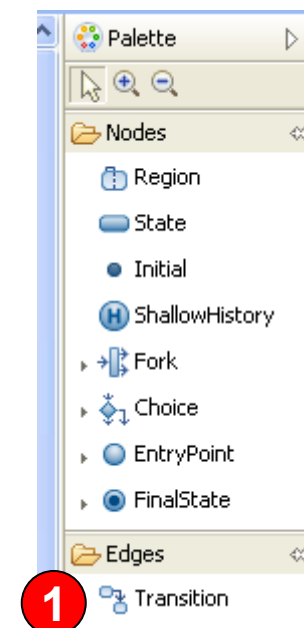 Palette
Nodes
Region
State
Initial
H ShallowHistory
Fork
Choice
EntryPoint
FinalState
Edges
1 Transition